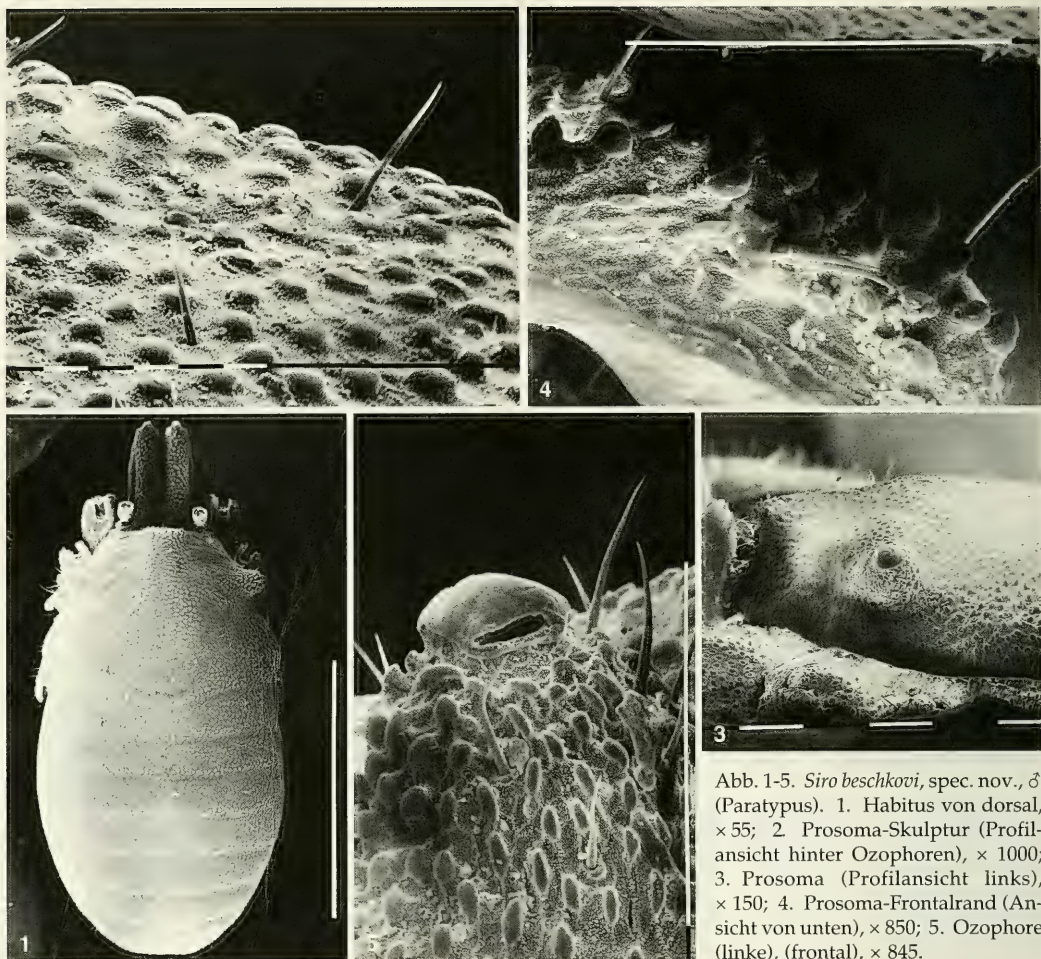 4
1
5
3
Abb. 1-5. Siro beschkovi, spec. nov., ♂
(Paratypus). 1. Habitus von dorsal,
× 55; 2. Prosoma-Skulptur (Profil-
ansicht hinter Ozophoren), × 1000;
3. Prosoma (Profilansicht links),
× 150; 4. Prosoma-Frontalrand (An-
sicht von unten), × 850; 5. Ozophore
(linke), (frontal), × 845.